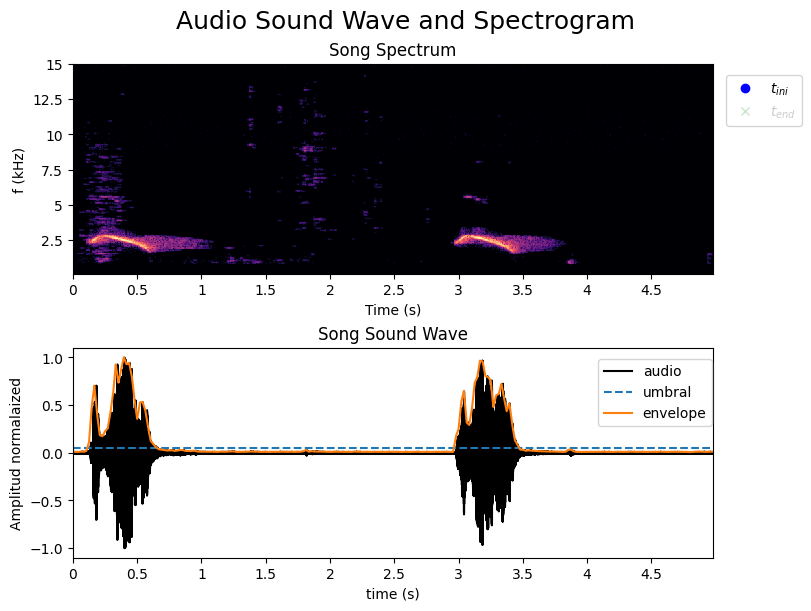 Audio Sound Wave and Spectrogram
Song Spectrum
15
12.5
10
7.5
5
2.5
f (kHz)
0 0.5 1 1.5 2 2.5 3 3.5 4 4.5
Time (s)
t_ini
t_end
Song Sound Wave
1.0
0.5
0.0
−0.5
−1.0
Amplitud normalaized
audio
umbral
envelope
0 0.5 1 1.5 2 2.5 3 3.5 4 4.5
time (s)